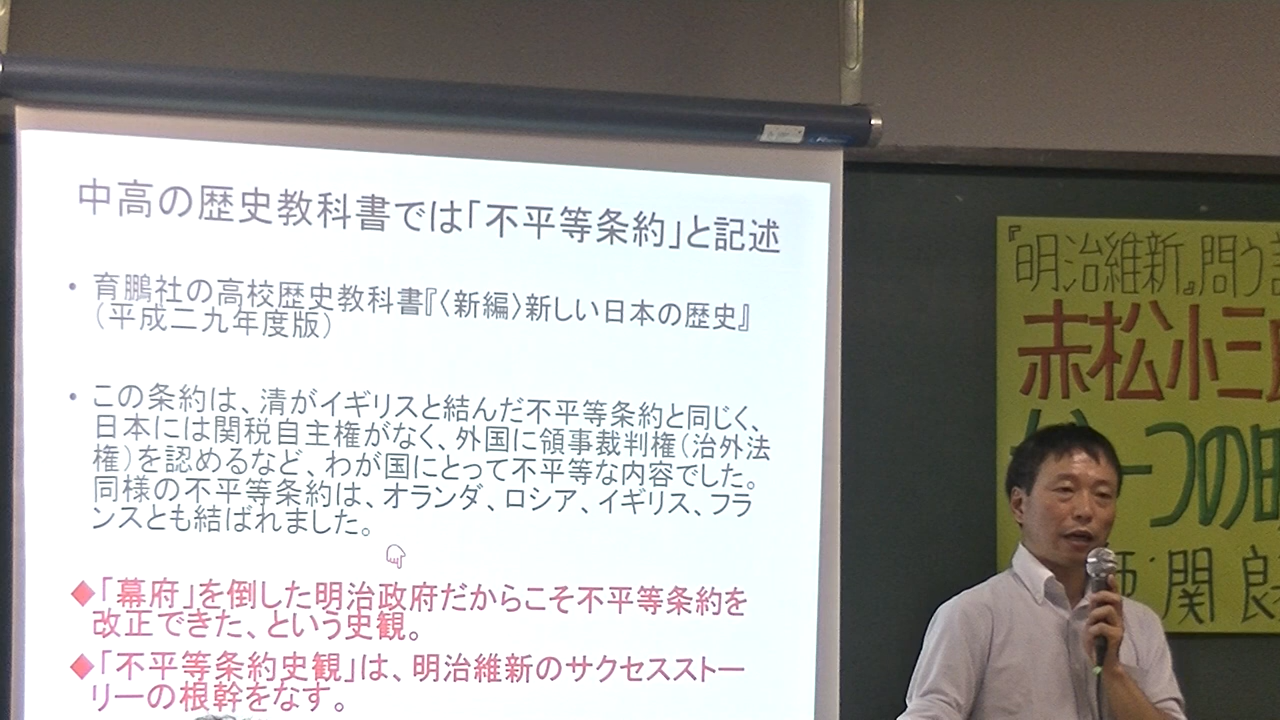 中高の歴史教科書では「不平等条約」と記述
• 育鵬社の高校歴史教科書『〈新編〉新しい日本の歴史』
（平成二九年度版）
• この条約は、清がイギリスと結んだ不平等条約と同じく、
日本には関税自主権がなく、外国に領事裁判権（治外法
権）を認めるなど、わが国にとって不平等な内容でした。
同様の不平等条約は、オランダ、ロシア、イギリス、フラ
ンスとも結ばれました。
◆「幕府」を倒した明治政府だからこそ不平等条約を
改正できた、という史観。
◆「不平等条約史観」は、明治維新のサクセスストー
リーの根幹をなす。
『明治維新』問う
赤松小三
一つの明
師・関良